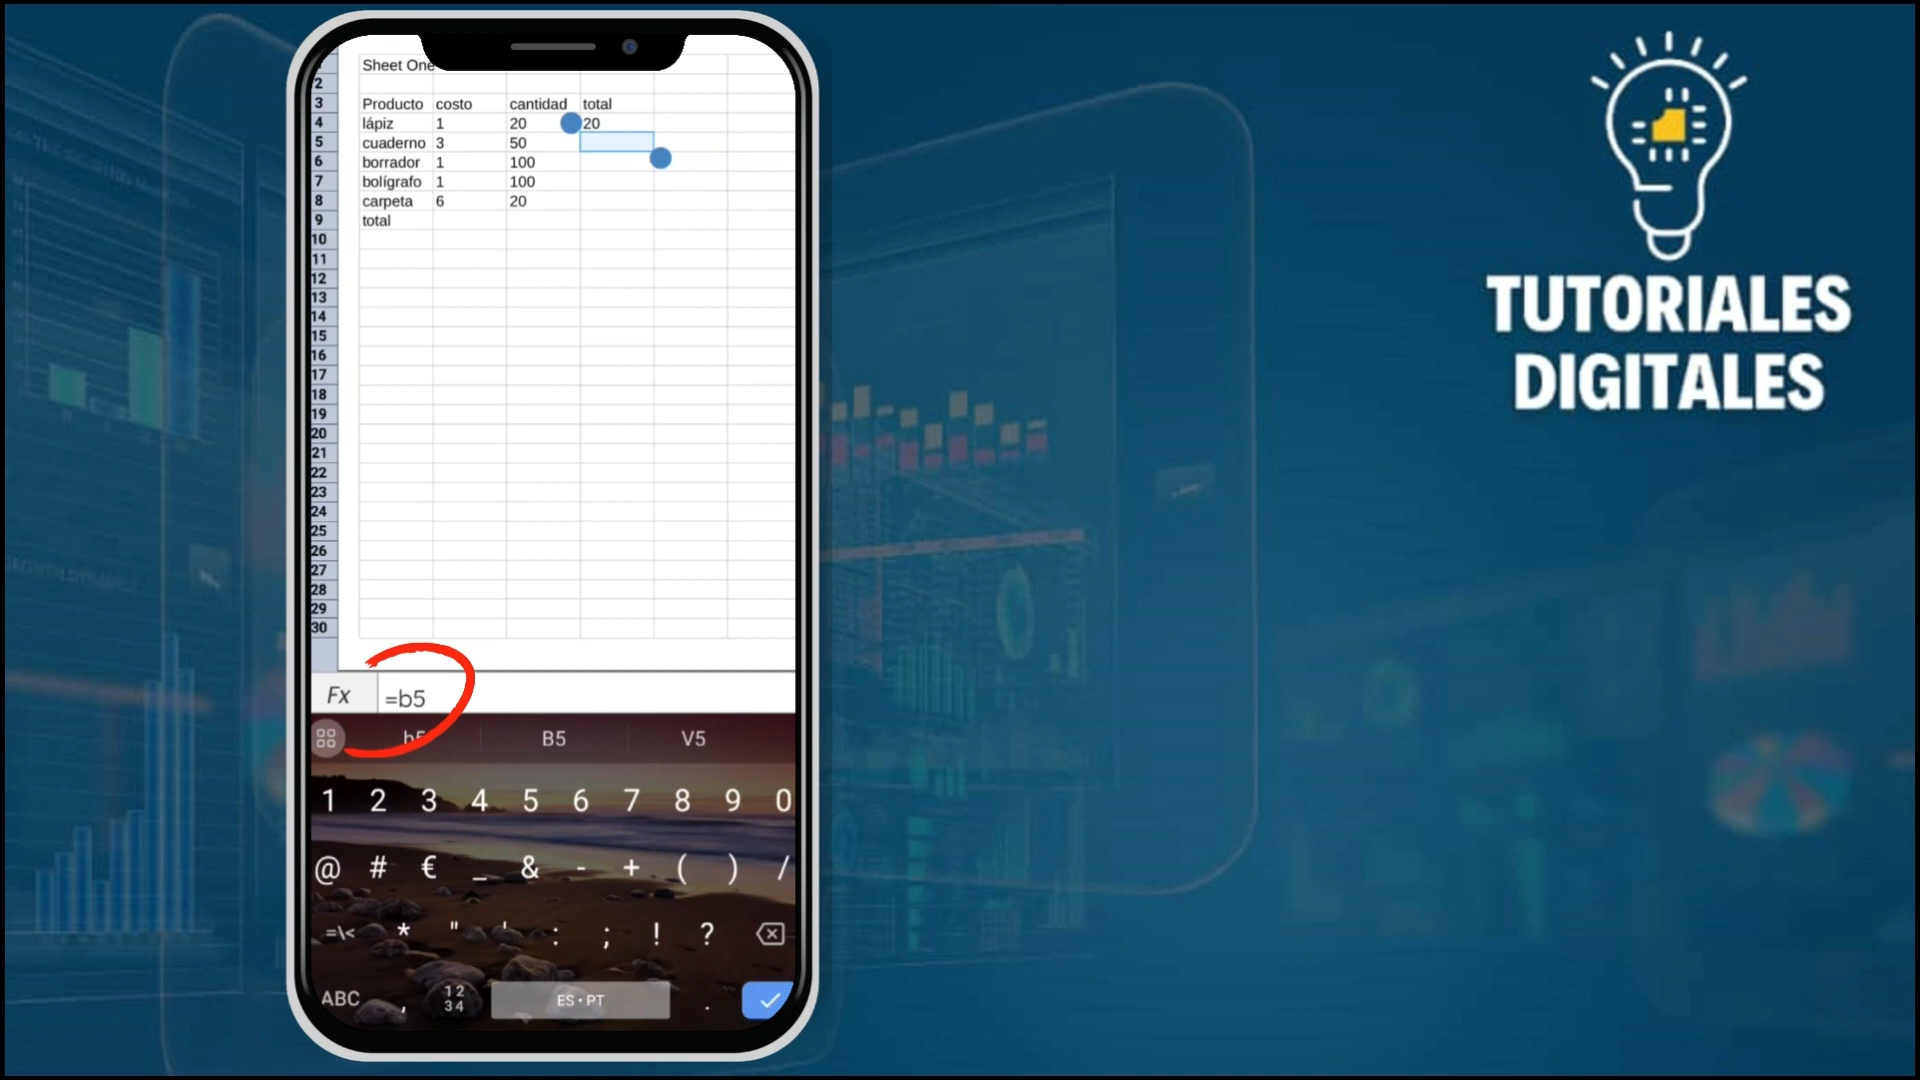 Sheet One
2
3 Producto costo cantidad total
4 lápiz 1 20 20
5 cuaderno 3 50
6 borrador 1 100
7 bolígrafo 1 100
8 carpeta 6 20
9 total
10
11
12
13
14
15
16
17
18
19
20
21
22
23
24
25
26
27
28
29
30
Fx =b5
b5 B5 V5
1 2 3 4 5 6 7 8 9 0
@ # € _ & - + ( ) /
=\< * " ' : ; ! ?
ABC , 12 34 ES • PT .
TUTORIALES
DIGITALES